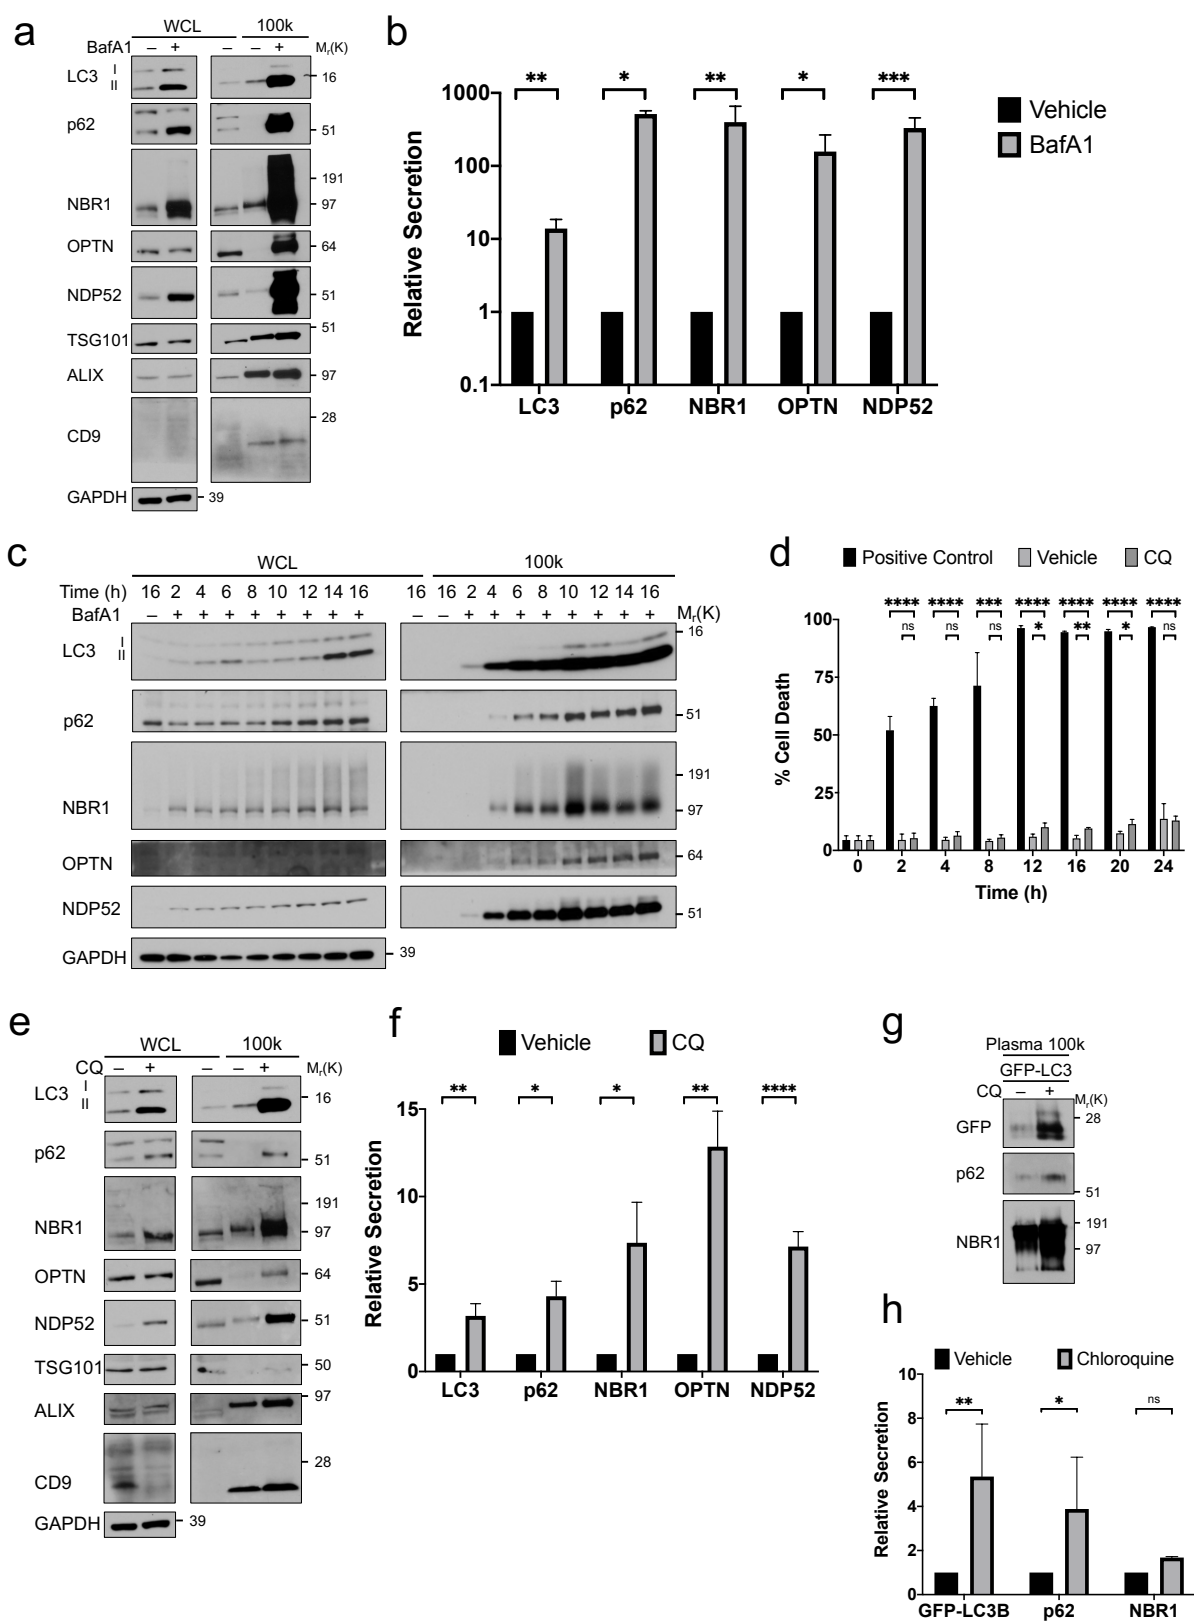 a
WCL 100k
BafA1 – + – – + Mr(K)
LC3 I II 16
p62 51
NBR1 191 97
OPTN 64
NDP52 51
TSG101 51
ALIX 97
CD9 28
GAPDH 39
b
Relative Secretion
1000
100
10
1
0.1
** * ** * ***
LC3 p62 NBR1 OPTN NDP52
Vehicle
BafA1
c
WCL 100k
Time (h) 16 2 4 6 8 10 12 14 16 16 16 2 4 6 8 10 12 14 16
BafA1 – + + + + + + + + – – + + + + + + + + Mr(K)
LC3 I II 16
p62 51
NBR1 191 97
OPTN 64
NDP52 51
GAPDH 39
d
Positive Control Vehicle CQ
**** **** *** **** **** **** ****
ns ns ns * ** * ns
% Cell Death
100
75
50
25
0
0 2 4 8 12 16 20 24
Time (h)
e
WCL 100k
CQ – + – – + Mr(K)
LC3 I II 16
p62 51
NBR1 191 97
OPTN 64
NDP52 51
TSG101 50
ALIX 97
CD9 28
GAPDH 39
f
Vehicle CQ
** * * ** ****
Relative Secretion
15
10
5
0
LC3 p62 NBR1 OPTN NDP52
g
Plasma 100k
GFP-LC3
CQ – + Mr(K)
GFP 28
p62 51
NBR1 191 97
h
Vehicle Chloroquine
** * ns
Relative Secretion
10
8
6
4
2
0
GFP-LC3B p62 NBR1